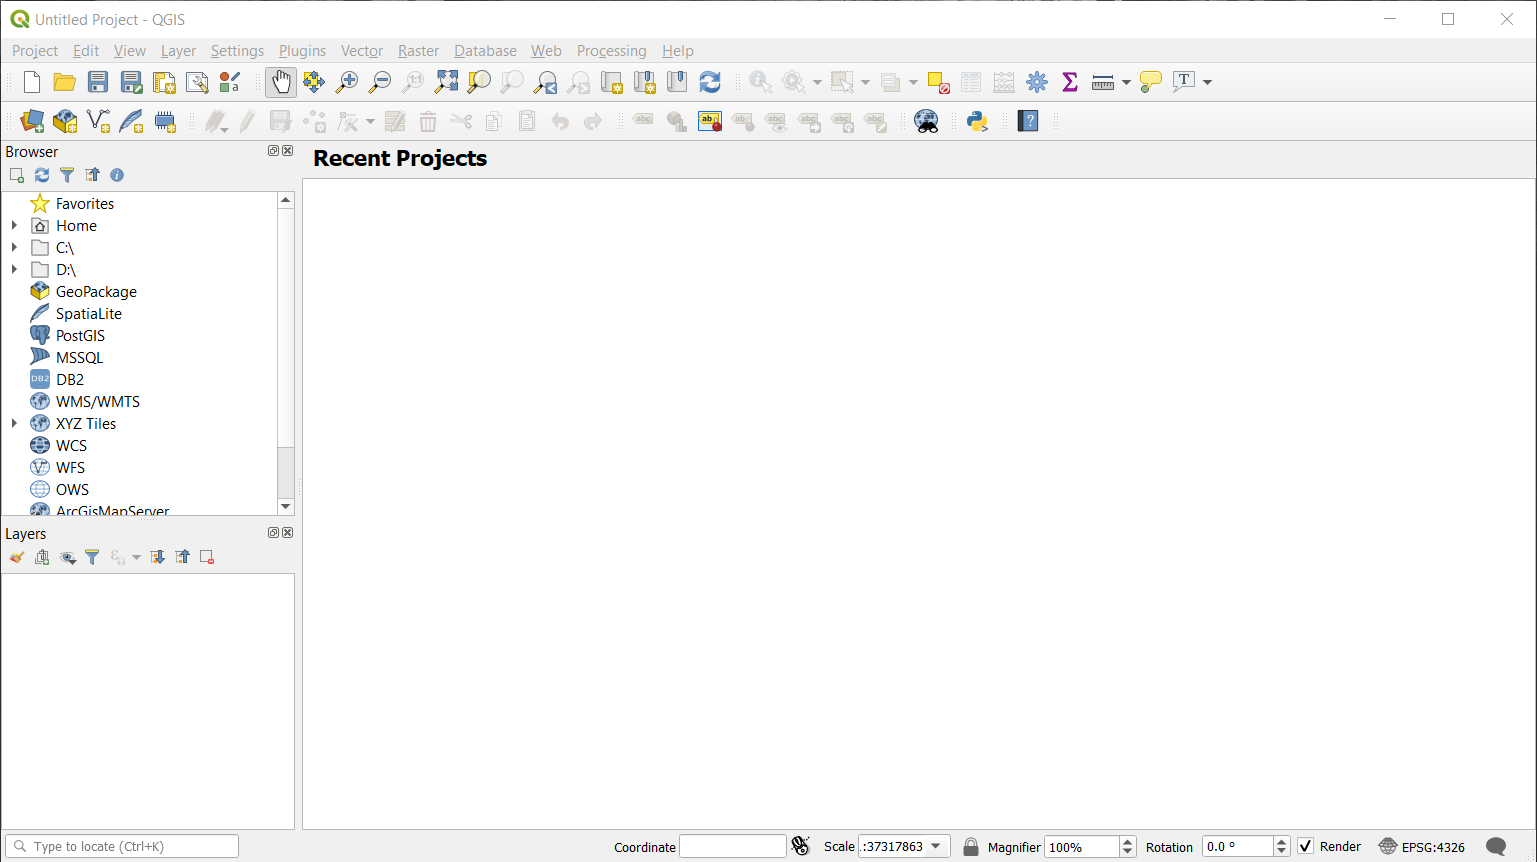 Untitled Project - QGIS
Project Edit View Layer Settings Plugins Vector Raster Database Web Processing Help
Browser
Recent Projects
Favorites
Home
C:\
D:\
GeoPackage
SpatiaLite
PostGIS
MSSQL
DB2 DB2
WMS/WMTS
XYZ Tiles
WCS
WFS
OWS
ArcGisMapServer
Layers
Type to locate (Ctrl+K)
Coordinate
Scale :37317863
Magnifier 100%
Rotation 0.0 °
Render
EPSG:4326